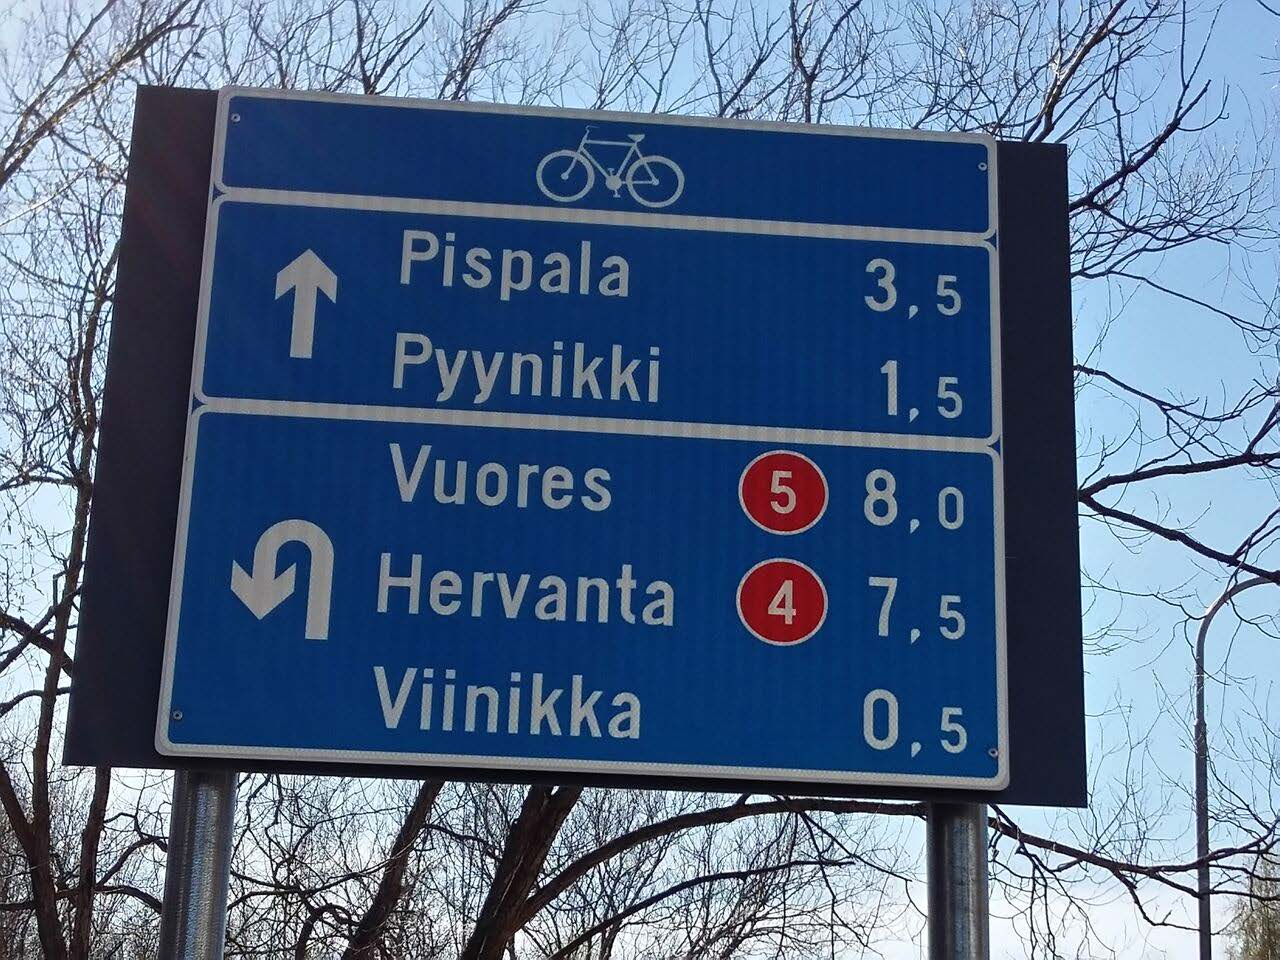 Pispala 3,5
Pyynikki 1,5
Vuores 5 8,0
Hervanta 4 7,5
Viinikka 0,5